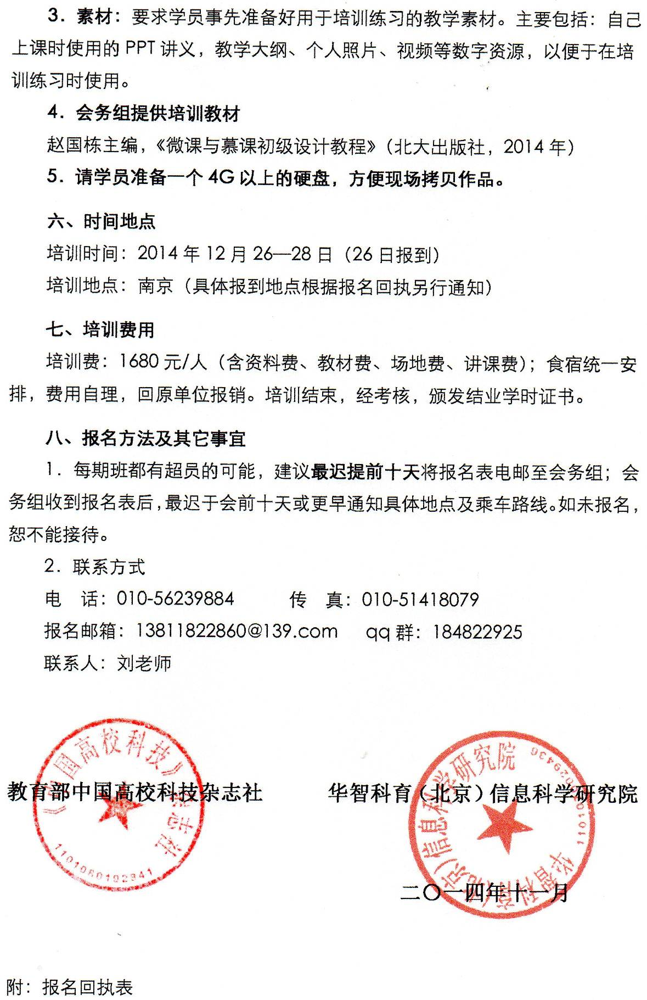 3. 素材：要求学员事先准备好用于培训练习的教学素材。主要包括：自己
上课时使用的 PPT 讲义，教学大纲、个人照片、视频等数字资源，以便于在培
训练习时使用。
4. 会务组提供培训教材
赵国栋主编，《微课与慕课初级设计教程》（北大出版社，2014 年）
5. 请学员准备一个 4G 以上的硬盘，方便现场拷贝作品。
六、时间地点
培训时间：2014 年 12 月 26—28 日（26 日报到）
培训地点：南京（具体报到地点根据报名回执另行通知）
七、培训费用
培训费：1680 元/人（含资料费、教材费、场地费、讲课费）；食宿统一安
排，费用自理，回原单位报销。培训结束，经考核，颁发结业学时证书。
八、报名方法及其它事宜
1. 每期班都有超员的可能，建议最迟提前十天将报名表电邮至会务组；会
务组收到报名表后，最迟于会前十天或更早通知具体地点及乘车路线。如未报名，
恕不能接待。
2. 联系方式
电 话：010-56239884 传 真：010-51418079
报名邮箱：13811822860@139.com qq 群：184822925
联系人：刘老师
《中国高校科技》杂志社
教育部中国高校科技杂志社 华智科育（北京）信息科学研究院
华智科育(北京)信息科学研究院
二〇一四年十一月
附：报名回执表